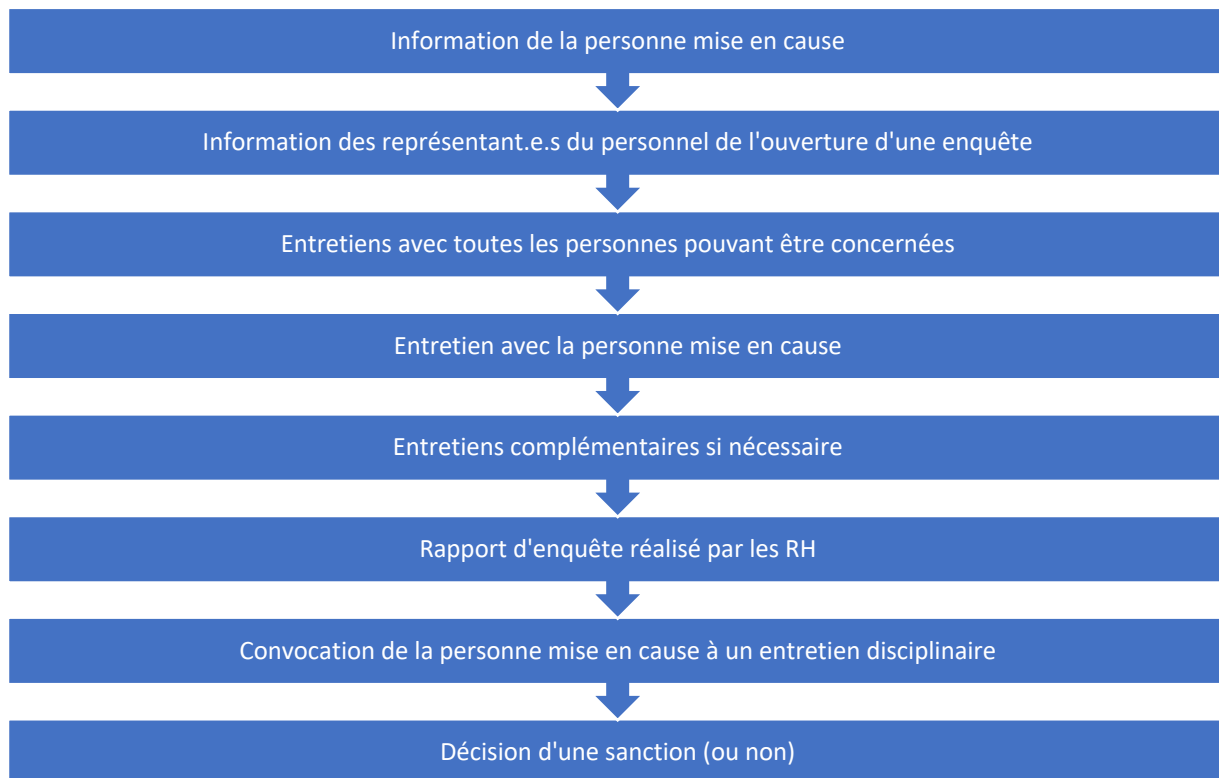 Information de la personne mise en cause
Information des représentant.e.s du personnel de l'ouverture d'une enquête
Entretiens avec toutes les personnes pouvant être concernées
Entretien avec la personne mise en cause
Entretiens complémentaires si nécessaire
Rapport d'enquête réalisé par les RH
Convocation de la personne mise en cause à un entretien disciplinaire
Décision d'une sanction (ou non)